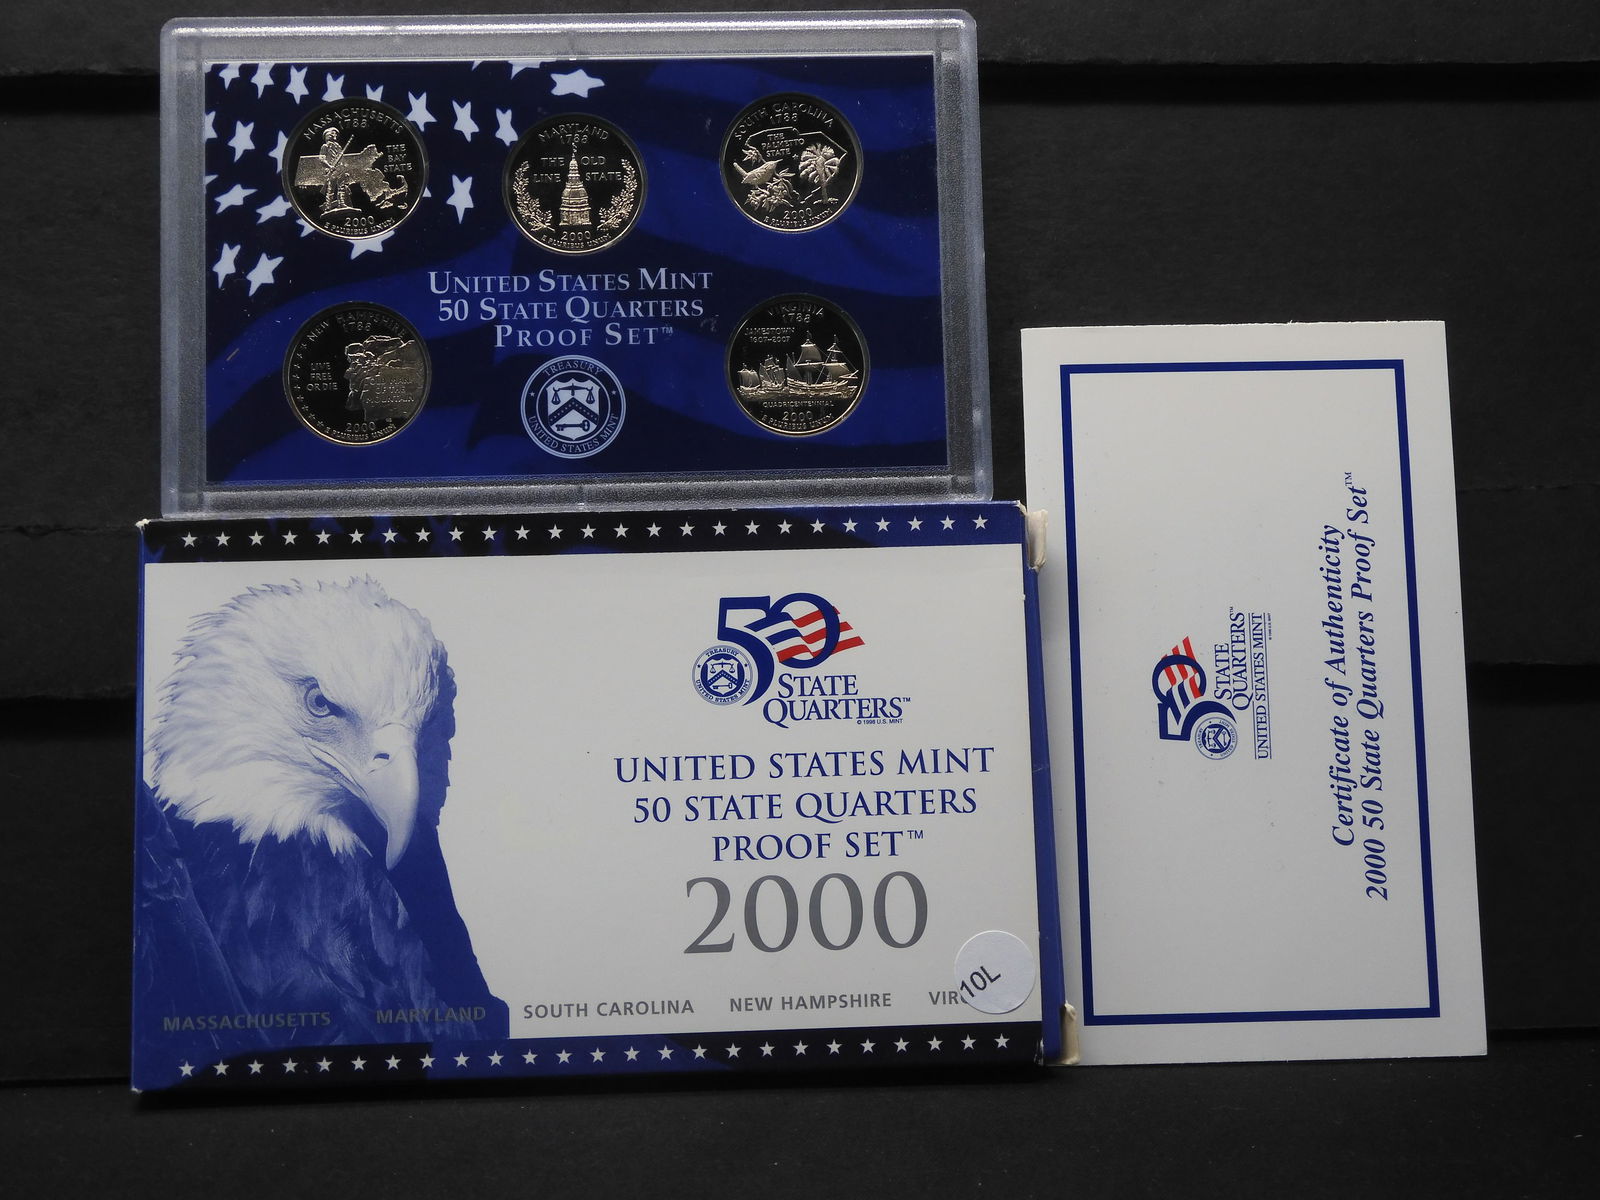 MASSACHUSETTS
1788
THE
BAY
STATE
2000
E PLURIBUS UNUM
MARYLAND
1788
THE OLD
LINE STATE
2000
E PLURIBUS UNUM
SOUTH CAROLINA
1788
THE
PALMETTO
STATE
2000
E PLURIBUS UNUM
UNITED STATES MINT
50 STATE QUARTERS
PROOF SET™
TREASURY
UNITED STATES MINT
NEW HAMPSHIRE
1788
LIVE
FREE
OR DIE
OLD MAN
OF THE
MOUNTAIN
2000
E PLURIBUS UNUM
VIRGINIA
1788
JAMESTOWN
1607-2007
QUADRICENTENNIAL
2000
E PLURIBUS UNUM
50
TREASURY
UNITED STATES MINT
STATE
QUARTERS™
© 1998 U.S. MINT
UNITED STATES MINT
50 STATE QUARTERS
PROOF SET™
2000
10L
MASSACHUSETTS MARYLAND SOUTH CAROLINA NEW HAMPSHIRE VIR
50
STATE
QUARTERS™
UNITED STATES MINT
Certificate of Authenticity
2000 50 State Quarters Proof Set™